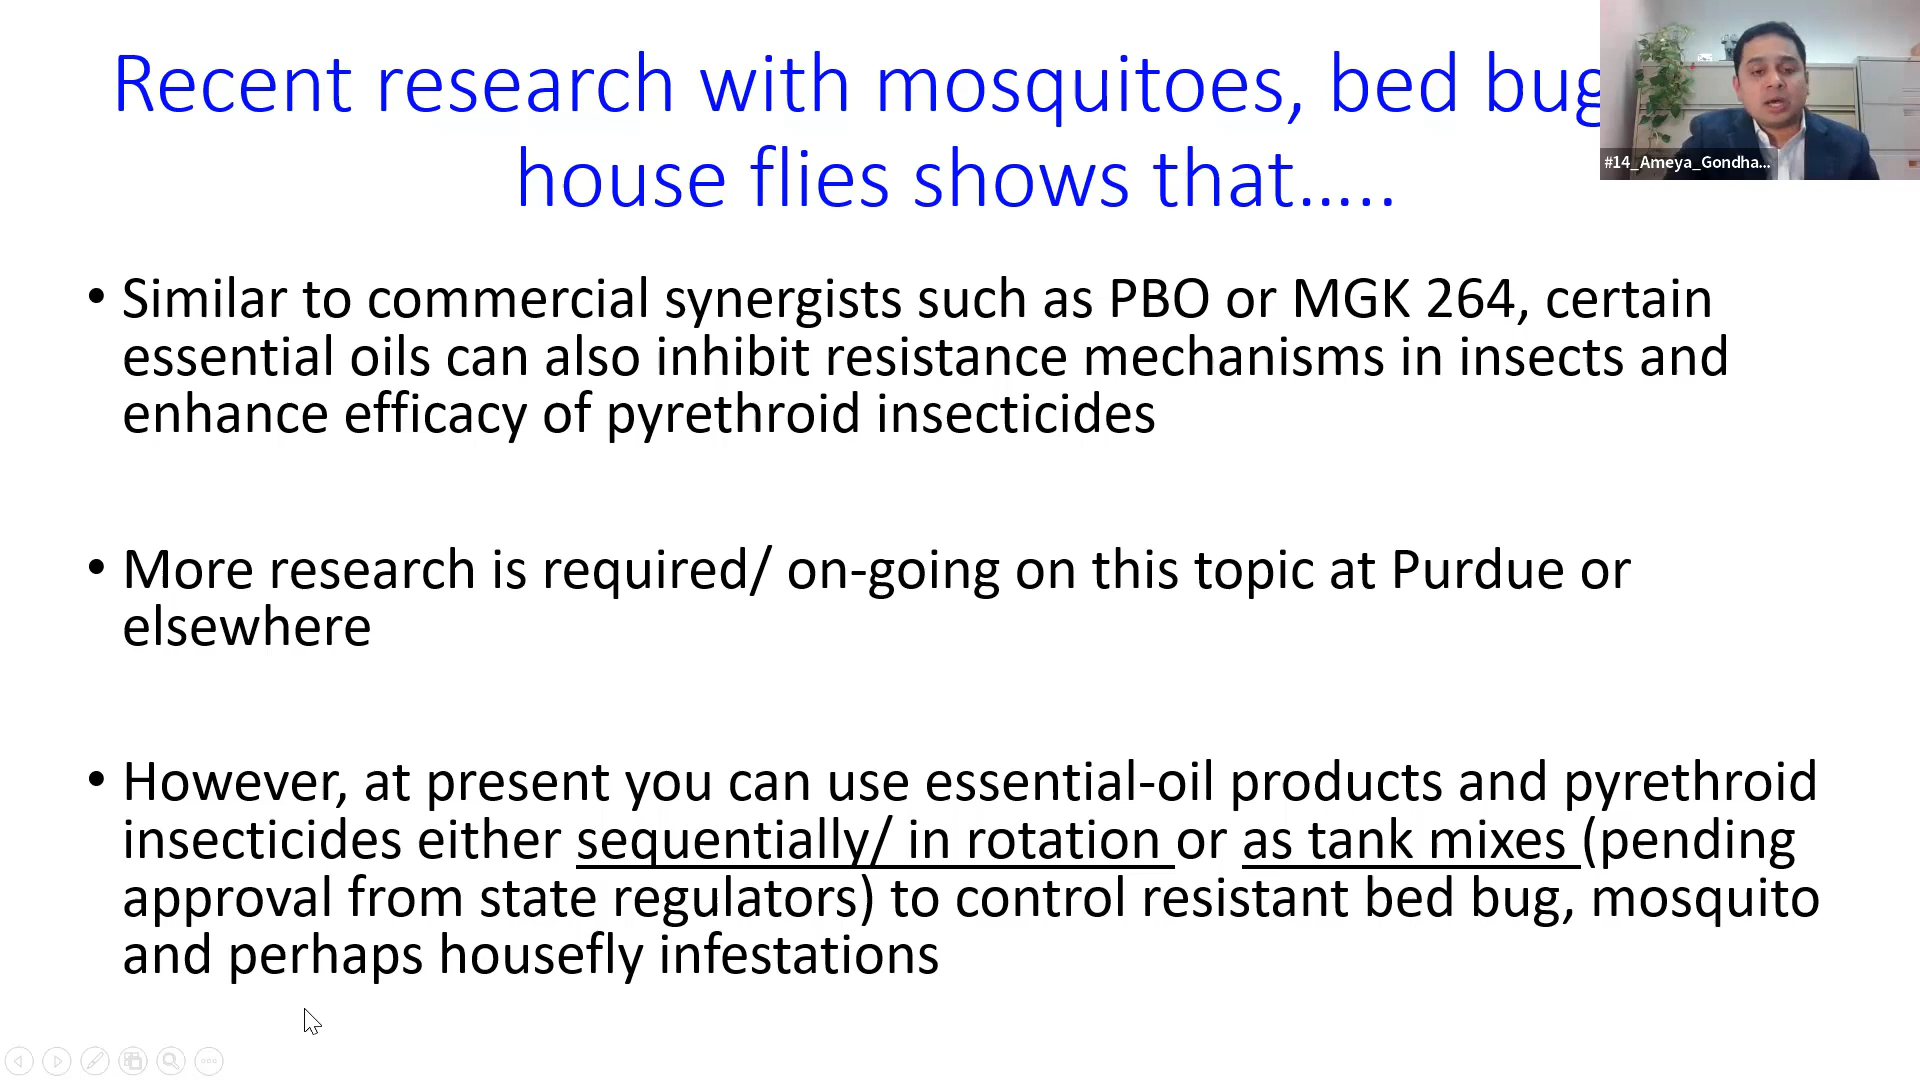 Recent research with mosquitoes, bed bug
house flies shows that…..
#14_Ameya_Gondha...
• Similar to commercial synergists such as PBO or MGK 264, certain
essential oils can also inhibit resistance mechanisms in insects and
enhance efficacy of pyrethroid insecticides
• More research is required/ on-going on this topic at Purdue or
elsewhere
• However, at present you can use essential-oil products and pyrethroid
insecticides either sequentially/ in rotation or as tank mixes (pending
approval from state regulators) to control resistant bed bug, mosquito
and perhaps housefly infestations